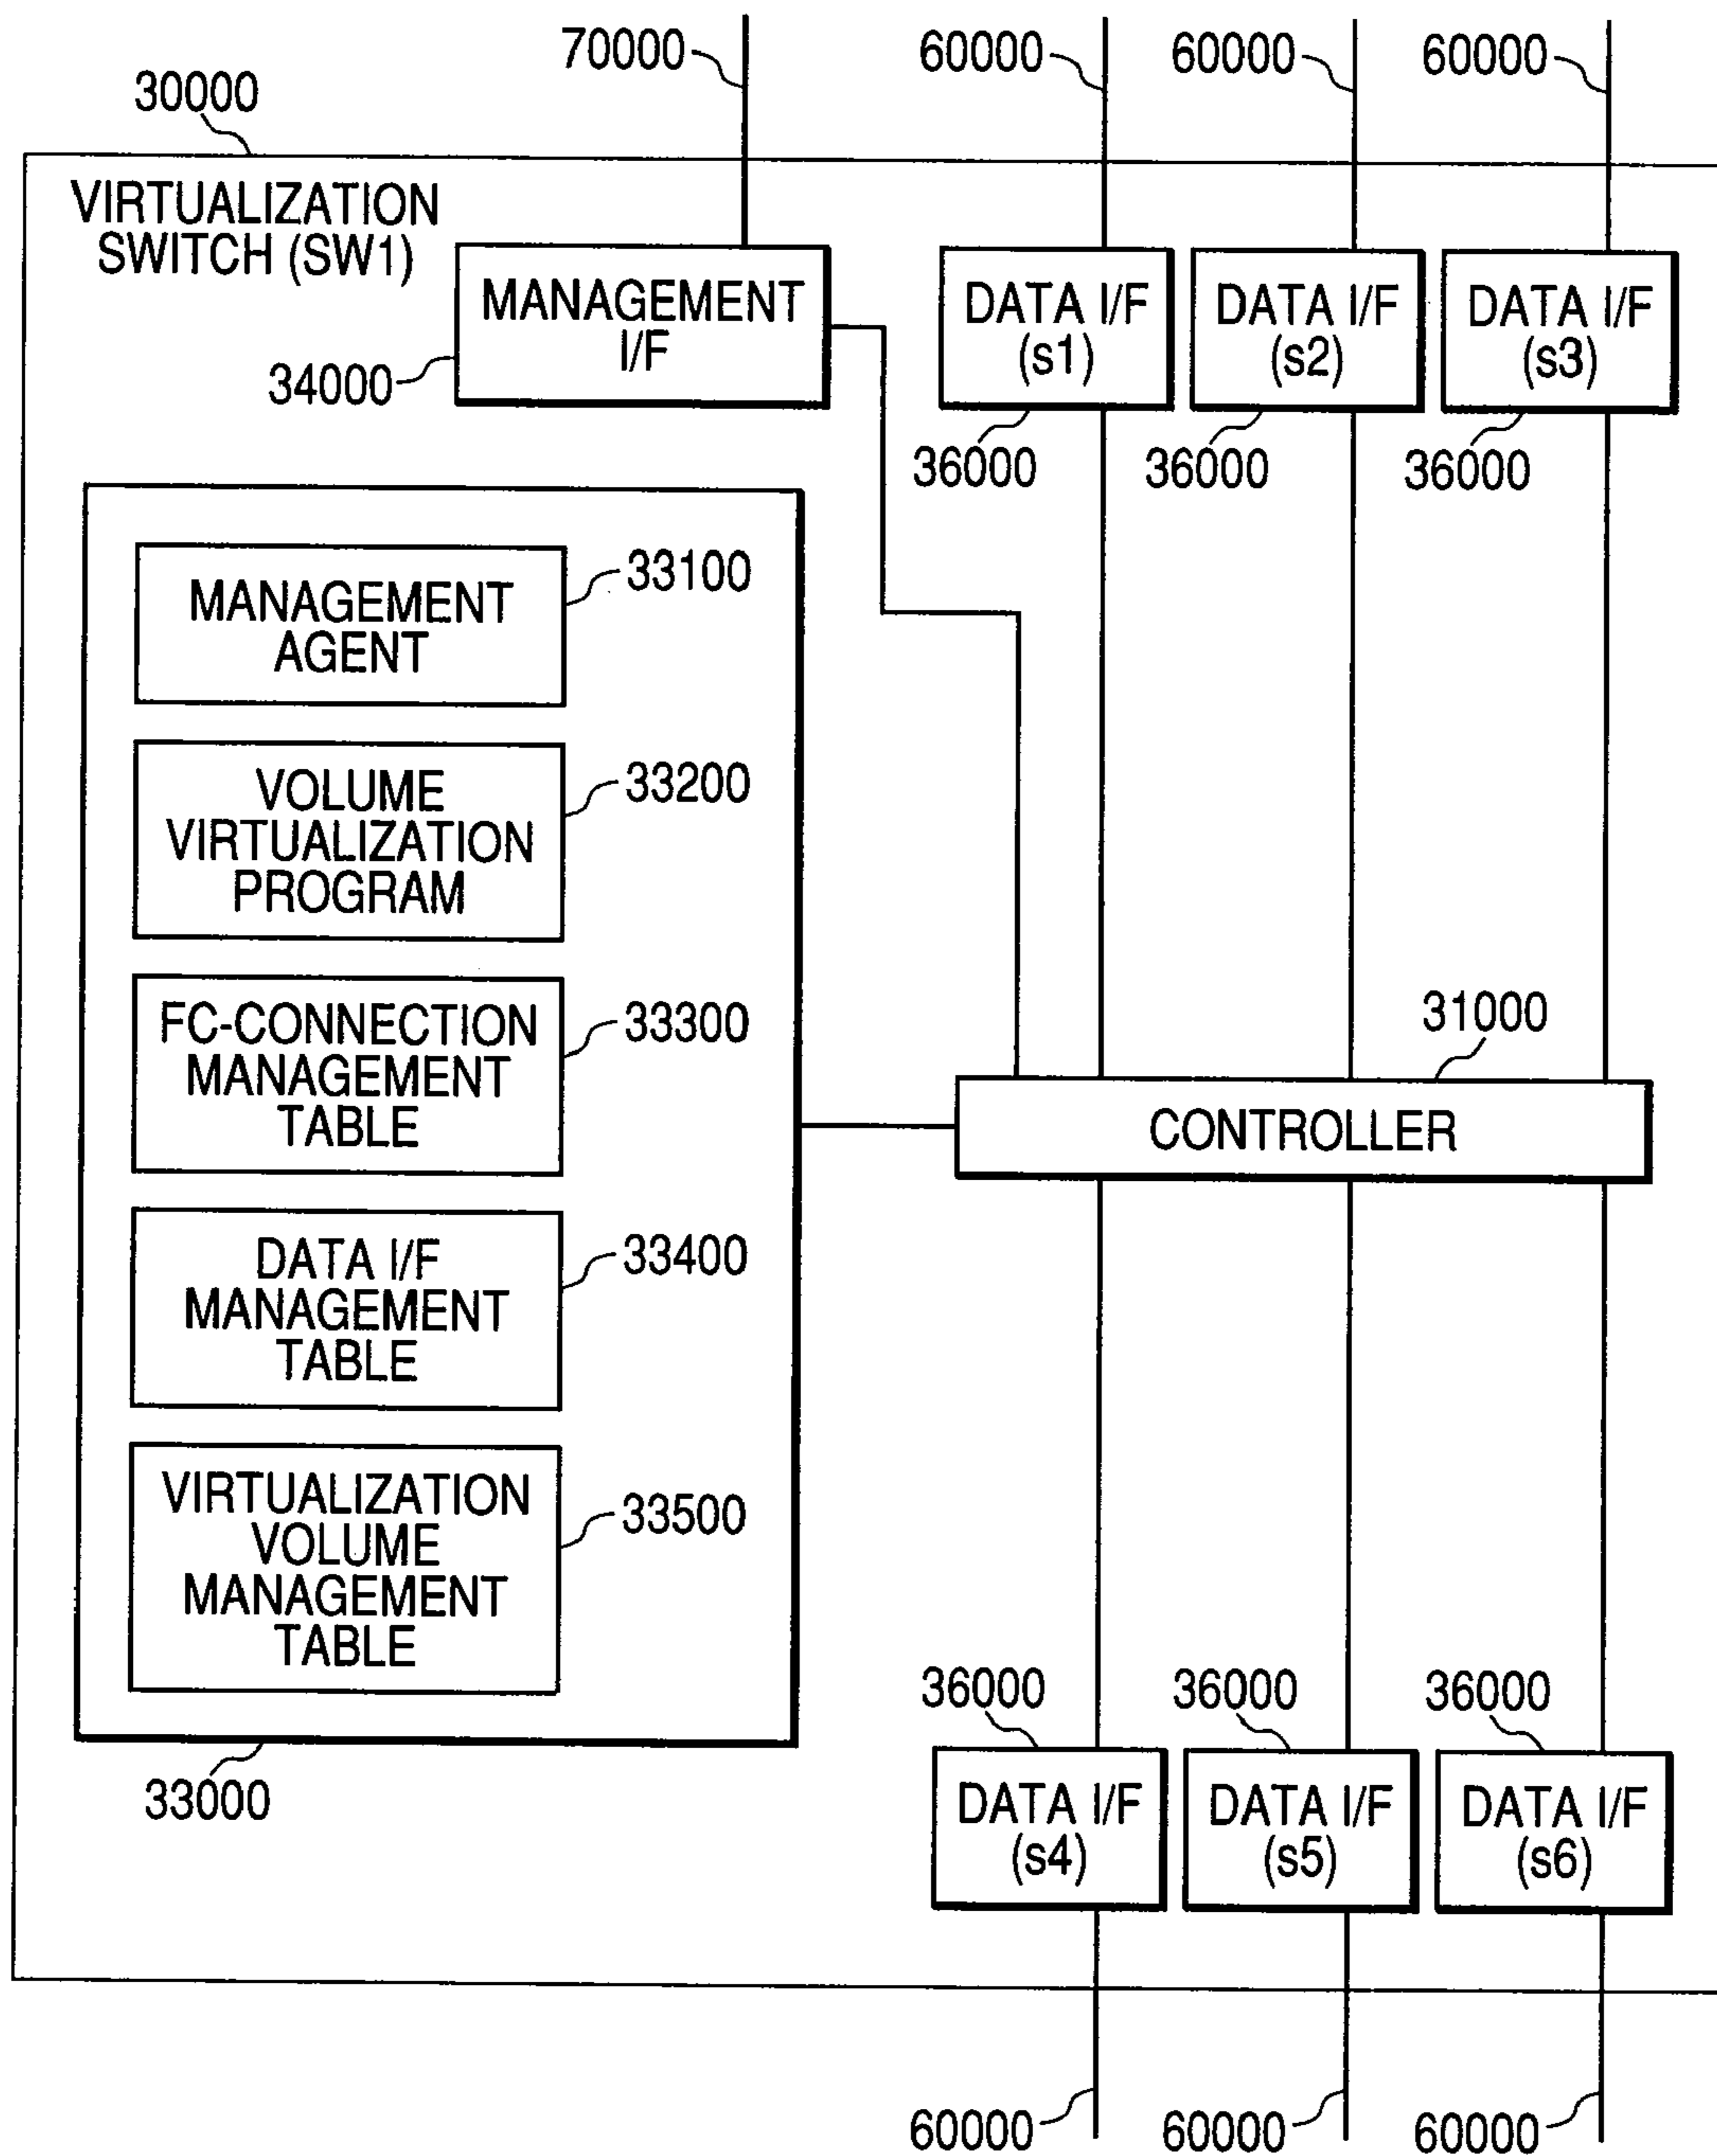 70000
60000
60000
60000
30000
VIRTUALIZATION
SWITCH (SW1)
MANAGEMENT
I/F
34000
DATA I/F
(s1)
DATA I/F
(s2)
DATA I/F
(s3)
36000
36000
36000
MANAGEMENT
AGENT
33100
VOLUME
VIRTUALIZATION
PROGRAM
33200
FC-CONNECTION
MANAGEMENT
TABLE
33300
31000
CONTROLLER
DATA I/F
MANAGEMENT
TABLE
33400
VIRTUALIZATION
VOLUME
MANAGEMENT
TABLE
33500
33000
36000
36000
36000
DATA I/F
(s4)
DATA I/F
(s5)
DATA I/F
(s6)
60000
60000
60000